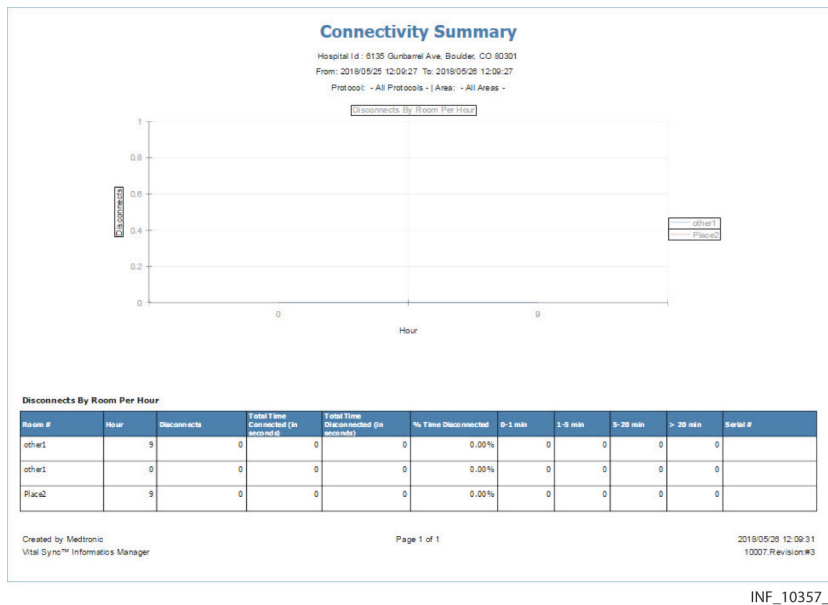 Connectivity Summary
Hospital Id : 6135 Gunbarrel Ave, Boulder, CO 80301
From: 2018/05/25 12:09:27 To: 2018/05/26 12:09:27
Protocol: - All Protocols - | Area: - All Areas -
Disconnects By Room Per Hour
1
0.8
0.6
0.4
0.2
0
Disconnects
0 9
Hour
other1
Place2
Disconnects By Room Per Hour
Room # Hour Disconnects Total Time Connected (in seconds) Total Time Disconnected (in seconds) % Time Disconnected 0-1 min 1-5 min 5-20 min > 20 min Serial #
other1 9 0 0 0 0.00% 0 0 0 0
other1 0 0 0 0 0.00% 0 0 0 0
Place2 9 0 0 0 0.00% 0 0 0 0
Created by Medtronic Page 1 of 1 2018/05/26 12:09:31
Vital Sync™ Informatics Manager 10007.Revision:#3
INF_10357_